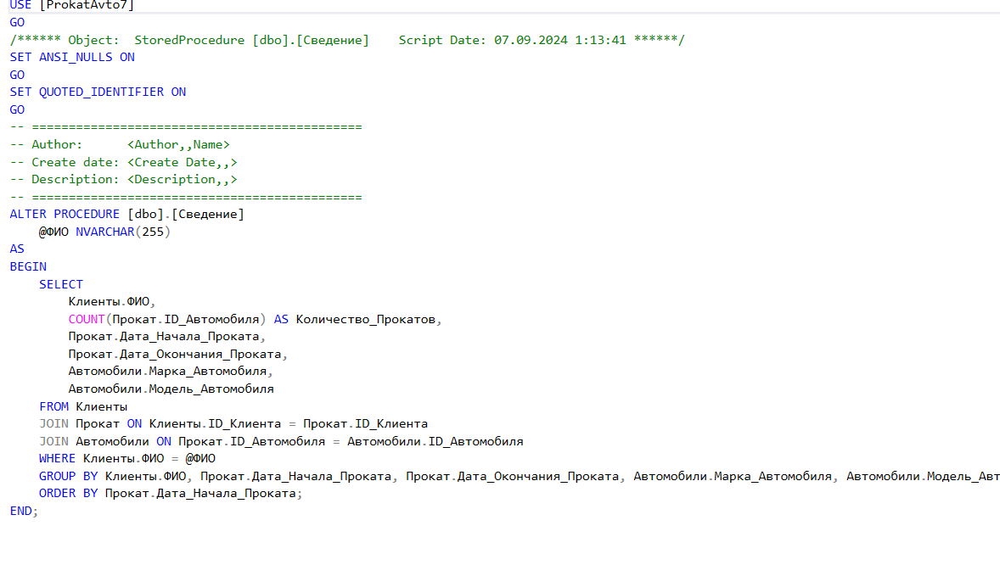 USE [ProkatAvto7]
GO
/****** Object:  StoredProcedure [dbo].[Сведение]    Script Date: 07.09.2024 1:13:41 ******/
SET ANSI_NULLS ON
GO
SET QUOTED_IDENTIFIER ON
GO
-- =============================================
-- Author:      <Author,,Name>
-- Create date: <Create Date,,>
-- Description: <Description,,>
-- =============================================
ALTER PROCEDURE [dbo].[Сведение]
    @ФИО NVARCHAR(255)
AS
BEGIN
    SELECT
        Клиенты.ФИО,
        COUNT(Прокат.ID_Автомобиля) AS Количество_Прокатов,
        Прокат.Дата_Начала_Проката,
        Прокат.Дата_Окончания_Проката,
        Автомобили.Марка_Автомобиля,
        Автомобили.Модель_Автомобиля
    FROM Клиенты
    JOIN Прокат ON Клиенты.ID_Клиента = Прокат.ID_Клиента
    JOIN Автомобили ON Прокат.ID_Автомобиля = Автомобили.ID_Автомобиля
    WHERE Клиенты.ФИО = @ФИО
    GROUP BY Клиенты.ФИО, Прокат.Дата_Начала_Проката, Прокат.Дата_Окончания_Проката, Автомобили.Марка_Автомобиля, Автомобили.Модель_Авт
    ORDER BY Прокат.Дата_Начала_Проката;
END;